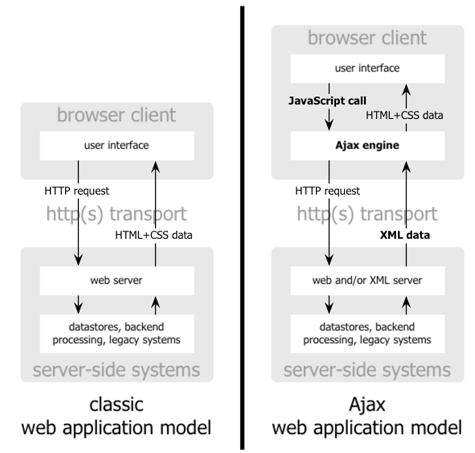 browser client
user interface
HTTP request
http(s) transport
HTML+CSS data
web server
datastores, backend
processing, legacy systems
server-side systems
classic
web application model
browser client
user interface
JavaScript call
HTML+CSS data
Ajax engine
HTTP request
http(s) transport
XML data
web and/or XML server
datastores, backend
processing, legacy systems
server-side systems
Ajax
web application model